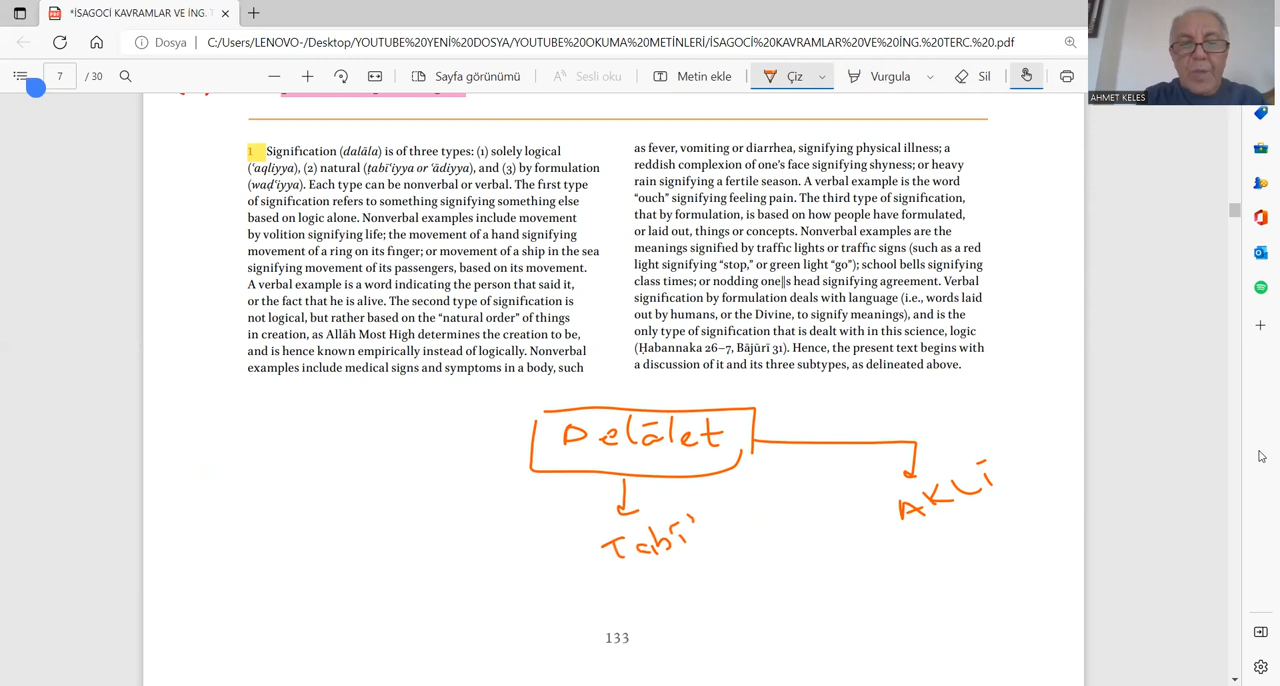 *İSAGOCİ KAVRAMLAR VE İNG. T
Dosya
C:/Users/LENOVO-/Desktop/YOUTUBE%20YENİ%20DOSYA/YOUTUBE%20OKUMA%20METİNLERİ/İSAGOCİ%20KAVRAMLAR%20VE%20İNG.%20TERC.%20.pdf
7 / 30
Sayfa görünümü
Sesli oku
Metin ekle
Çiz
Vurgula
Sil
AHMET KELES
1 Signification (dalāla) is of three types: (1) solely logical
(ʿaqliyya), (2) natural (ṭabīʿiyya or ʿādiyya), and (3) by formulation
(waḍʿiyya). Each type can be nonverbal or verbal. The first type
of signification refers to something signifying something else
based on logic alone. Nonverbal examples include movement
by volition signifying life; the movement of a hand signifying
movement of a ring on its finger; or movement of a ship in the sea
signifying movement of its passengers, based on its movement.
A verbal example is a word indicating the person that said it,
or the fact that he is alive. The second type of signification is
not logical, but rather based on the “natural order” of things
in creation, as Allāh Most High determines the creation to be,
and is hence known empirically instead of logically. Nonverbal
examples include medical signs and symptoms in a body, such
as fever, vomiting or diarrhea, signifying physical illness; a
reddish complexion of one’s face signifying shyness; or heavy
rain signifying a fertile season. A verbal example is the word
“ouch” signifying feeling pain. The third type of signification,
that by formulation, is based on how people have formulated,
or laid out, things or concepts. Nonverbal examples are the
meanings signified by traffic lights or traffic signs (such as a red
light signifying “stop,” or green light “go”); school bells signifying
class times; or nodding one‖s head signifying agreement. Verbal
signification by formulation deals with language (i.e., words laid
out by humans, or the Divine, to signify meanings), and is the
only type of signification that is dealt with in this science, logic
(Ḥabannaka 26–7, Bājūrī 31). Hence, the present text begins with
a discussion of it and its three subtypes, as delineated above.
Delālet
AKLī
Tabīʾ
133